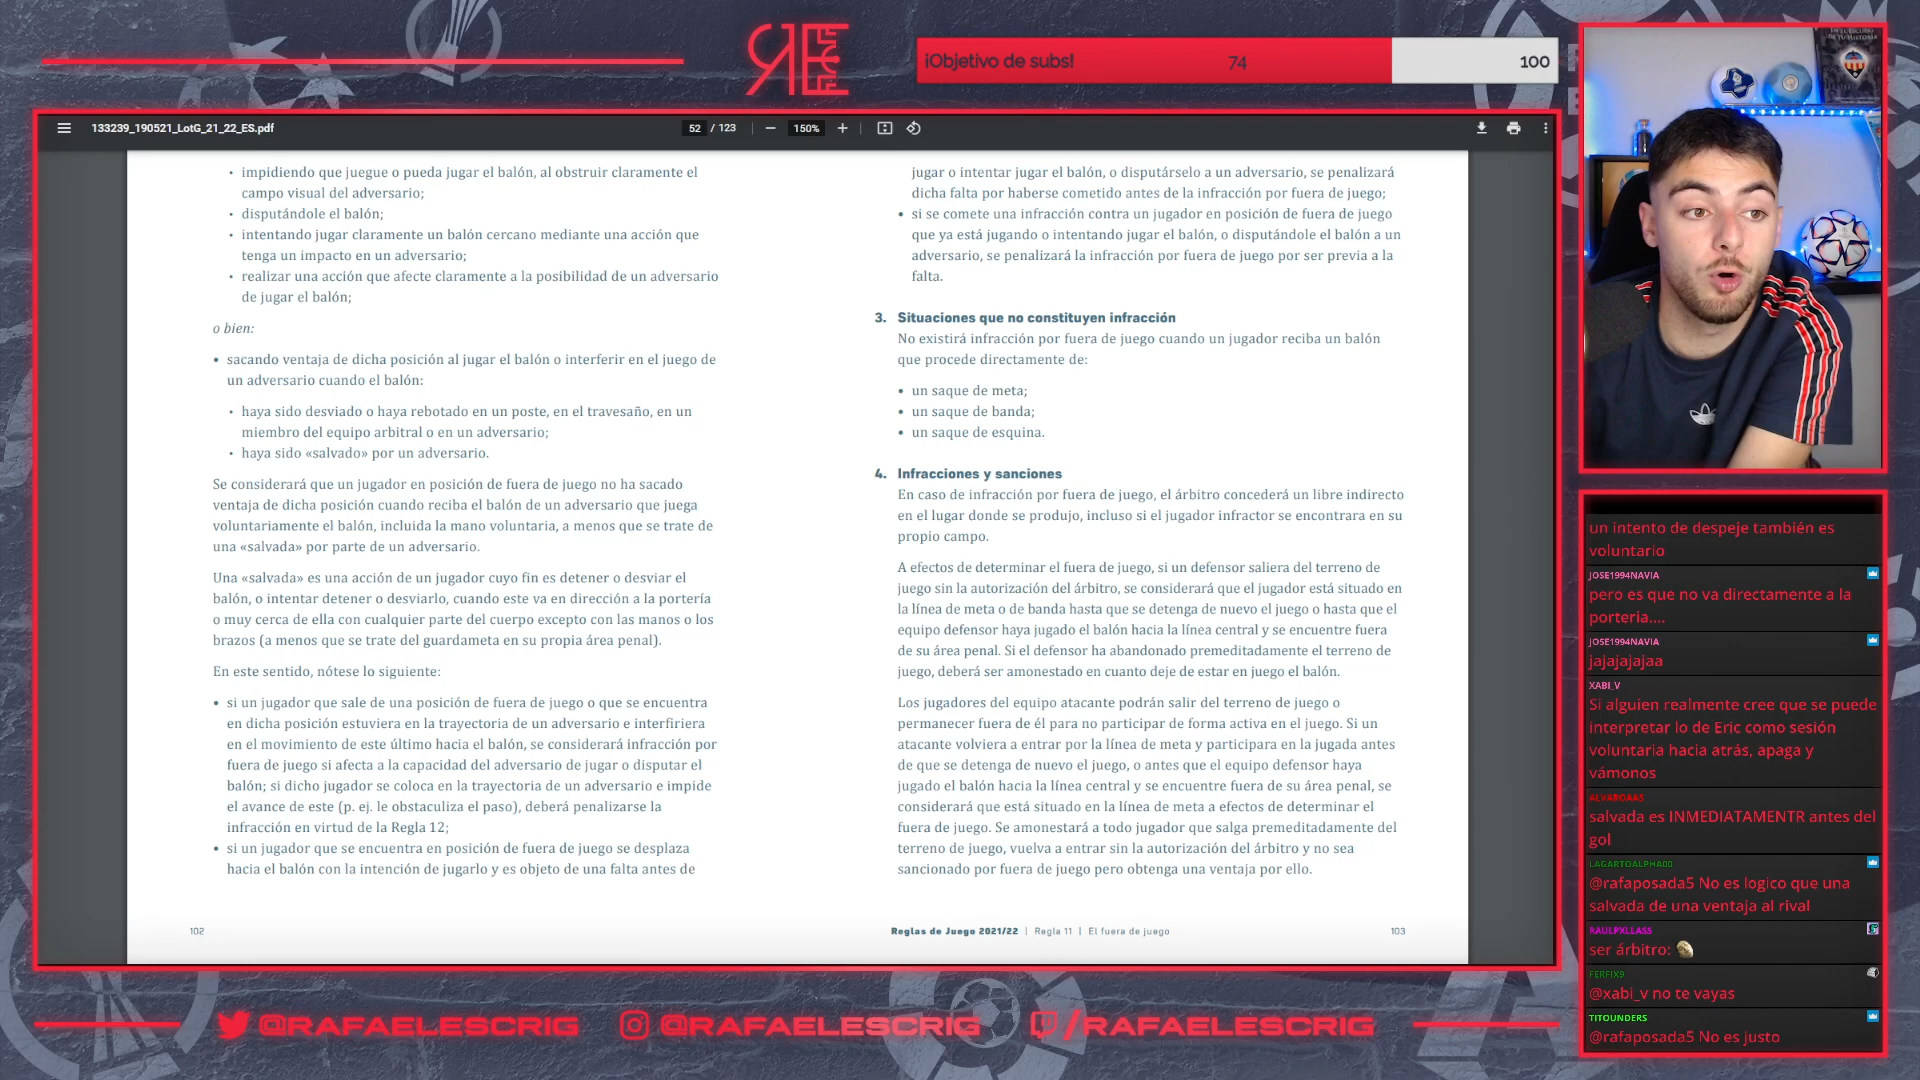 ¡Objetivo de subs!
74
100
133239_190521_LotG_21_22_ES.pdf
52 / 123
150%
impidiendo que juegue o pueda jugar el balón, al obstruir claramente el
campo visual del adversario;
disputándole el balón;
intentando jugar claramente un balón cercano mediante una acción que
tenga un impacto en un adversario;
realizar una acción que afecte claramente a la posibilidad de un adversario
de jugar el balón;
o bien:
sacando ventaja de dicha posición al jugar el balón o interferir en el juego de
un adversario cuando el balón:
haya sido desviado o haya rebotado en un poste, en el travesaño, en un
miembro del equipo arbitral o en un adversario;
haya sido «salvado» por un adversario.
Se considerará que un jugador en posición de fuera de juego no ha sacado
ventaja de dicha posición cuando reciba el balón de un adversario que juega
voluntariamente el balón, incluida la mano voluntaria, a menos que se trate de
una «salvada» por parte de un adversario.
Una «salvada» es una acción de un jugador cuyo fin es detener o desviar el
balón, o intentar detener o desviarlo, cuando este va en dirección a la portería
o muy cerca de ella con cualquier parte del cuerpo excepto con las manos o los
brazos (a menos que se trate del guardameta en su propia área penal).
En este sentido, nótese lo siguiente:
si un jugador que sale de una posición de fuera de juego o que se encuentra
en dicha posición estuviera en la trayectoria de un adversario e interfiriera
en el movimiento de este último hacia el balón, se considerará infracción por
fuera de juego si afecta a la capacidad del adversario de jugar o disputar el
balón; si dicho jugador se coloca en la trayectoria de un adversario e impide
el avance de este (p. ej. le obstaculiza el paso), deberá penalizarse la
infracción en virtud de la Regla 12;
si un jugador que se encuentra en posición de fuera de juego se desplaza
hacia el balón con la intención de jugarlo y es objeto de una falta antes de
102
jugar o intentar jugar el balón, o disputárselo a un adversario, se penalizará
dicha falta por haberse cometido antes de la infracción por fuera de juego;
si se comete una infracción contra un jugador en posición de fuera de juego
que ya está jugando o intentando jugar el balón, o disputándole el balón a un
adversario, se penalizará la infracción por fuera de juego por ser previa a la
falta.
3. Situaciones que no constituyen infracción
No existirá infracción por fuera de juego cuando un jugador reciba un balón
que procede directamente de:
un saque de meta;
un saque de banda;
un saque de esquina.
4. Infracciones y sanciones
En caso de infracción por fuera de juego, el árbitro concederá un libre indirecto
en el lugar donde se produjo, incluso si el jugador infractor se encontrara en su
propio campo.
A efectos de determinar el fuera de juego, si un defensor saliera del terreno de
juego sin la autorización del árbitro, se considerará que el jugador está situado en
la línea de meta o de banda hasta que se detenga de nuevo el juego o hasta que el
equipo defensor haya jugado el balón hacia la línea central y se encuentre fuera
de su área penal. Si el defensor ha abandonado premeditadamente el terreno de
juego, deberá ser amonestado en cuanto deje de estar en juego el balón.
Los jugadores del equipo atacante podrán salir del terreno de juego o
permanecer fuera de él para no participar de forma activa en el juego. Si un
atacante volviera a entrar por la línea de meta y participara en la jugada antes
de que se detenga de nuevo el juego, o antes que el equipo defensor haya
jugado el balón hacia la línea central y se encuentre fuera de su área penal, se
considerará que está situado en la línea de meta a efectos de determinar el
fuera de juego. Se amonestará a todo jugador que salga premeditadamente del
terreno de juego, vuelva a entrar sin la autorización del árbitro y no sea
sancionado por fuera de juego pero obtenga una ventaja por ello.
Reglas de Juego 2021/22 | Regla 11 | El fuera de juego
103
un intento de despeje también es
voluntario
JOSE1994NAVIA
pero es que no va directamente a la
porteria....
JOSE1994NAVIA
jajajajajaa
XABI_V
Si alguien realmente cree que se puede
interpretar lo de Eric como sesión
voluntaria hacia atrás, apaga y
vámonos
ALVAROAAS
salvada es INMEDIATAMENTR antes del
gol
LAGARTOALPHA00
@rafaposada5 No es logico que una
salvada de una ventaja al rival
RAULPXLLASS
ser árbitro:
FERFIX9
@xabi_v no te vayas
TITOUNDERS
@rafaposada5 No es justo
@RAFAELESCRIG
@RAFAELESCRIG
/RAFAELESCRIG